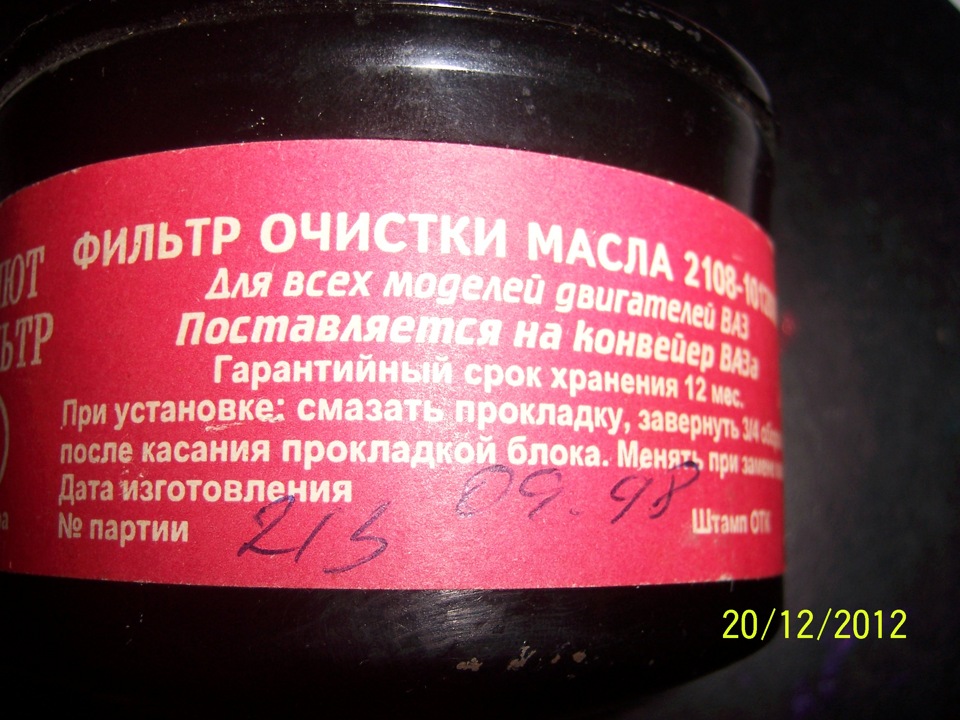 ФИЛЬТР ОЧИСТКИ МАСЛА
Для всех моделей двигателей ВАЗ
Поставляется на конвейер ВАЗа
Гарантийный срок хранения 12 мес.
При установке: смазать прокладку, завернуть 3/4
после касания прокладкой блока. Менять при
Дата изготовления 09.98
№ партии
Штамп ОТК
20/12/2012